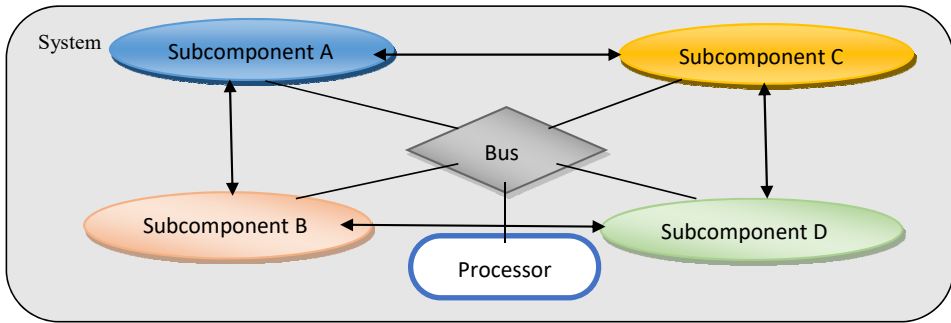 System
Subcomponent A
Subcomponent C
Bus
Subcomponent B
Subcomponent D
Processor